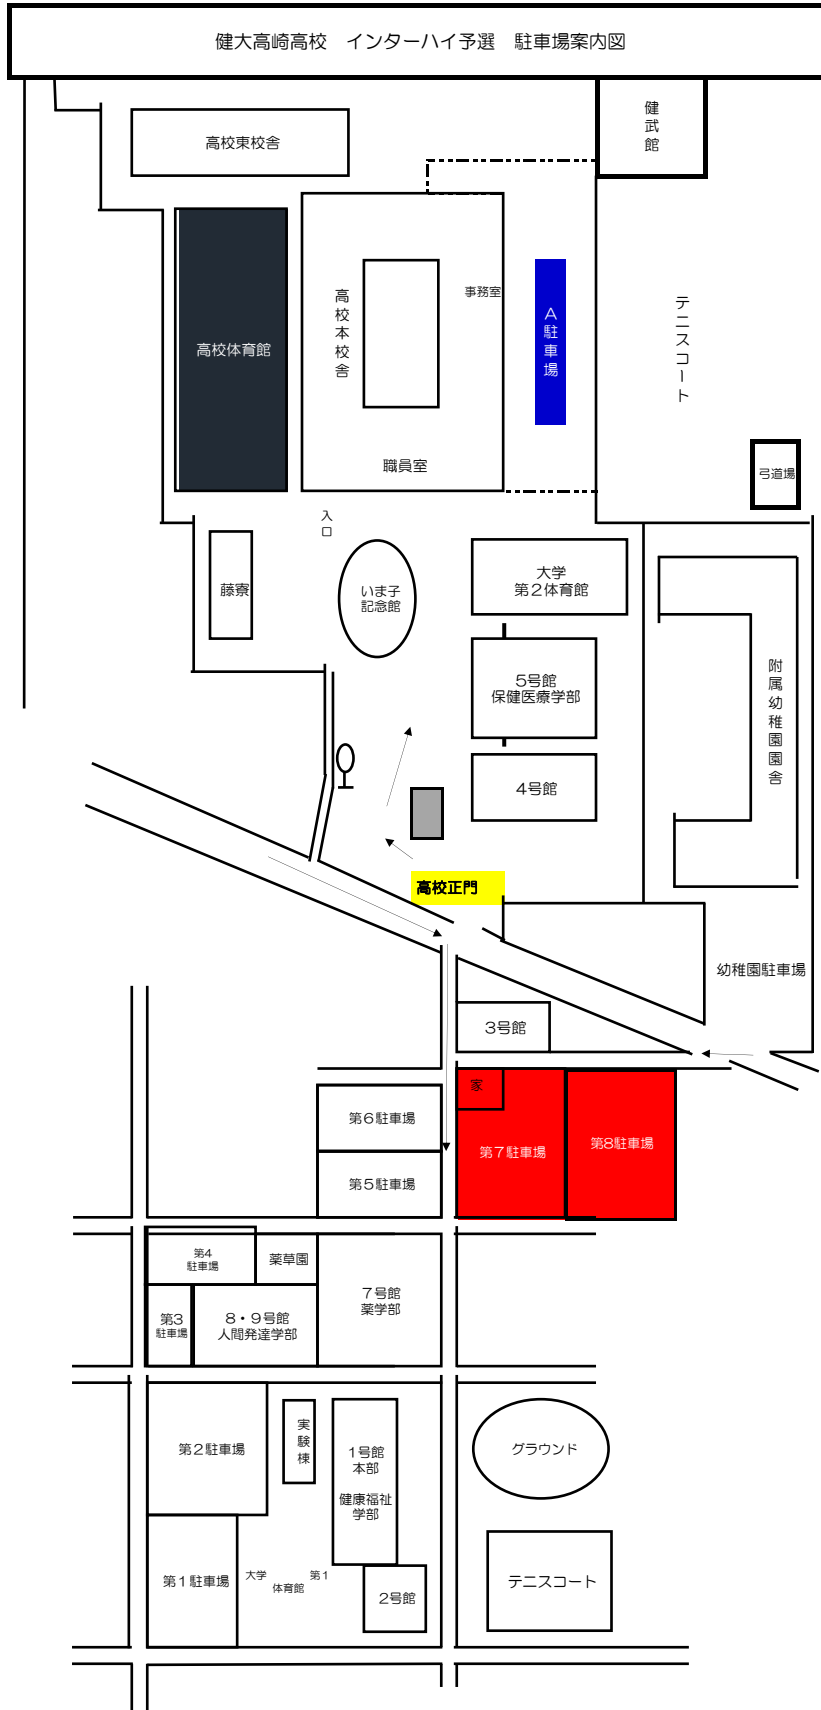 健大高崎高校　インターハイ予選　駐車場案内図
健武館
高校東校舎
高校体育館
高校本校舎
事務室
A駐車場
テニスコート
職員室
弓道場
入口
藤寮
いま子
記念館
大学
第2体育館
5号館
保健医療学部
附属幼稚園園舎
4号館
高校正門
幼稚園駐車場
3号館
家
第6駐車場
第7駐車場
第8駐車場
第5駐車場
第4
駐車場
薬草園
7号館
薬学部
第3
駐車場
8・9号館
人間発達学部
第2駐車場
実験棟
1号館
本部
健康福祉
学部
グラウンド
第1駐車場
大学　第1
体育館
2号館
テニスコート